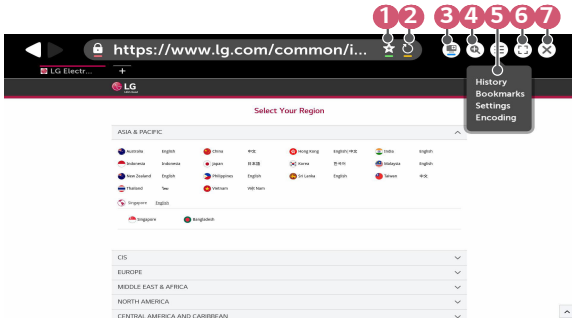 1 2 3 4 5 6 7
https://www.lg.com/common/i...
LG Electr... +
LG
History
Bookmarks
Settings
Encoding
Select Your Region
ASIA & PACIFIC
Australia English China 中文 Hong Kong English| 中文 India English
Indonesia Indonesia Japan 日本語 Korea 한국어 Malaysia English
New Zealand English Philippines English Sri Lanka English Taiwan 中文
Thailand ไทย Vietnam Việt Nam
Singapore English
Singapore Bangladesh
CIS
EUROPE
MIDDLE EAST & AFRICA
NORTH AMERICA
CENTRAL AMERICA AND CARIBBEAN